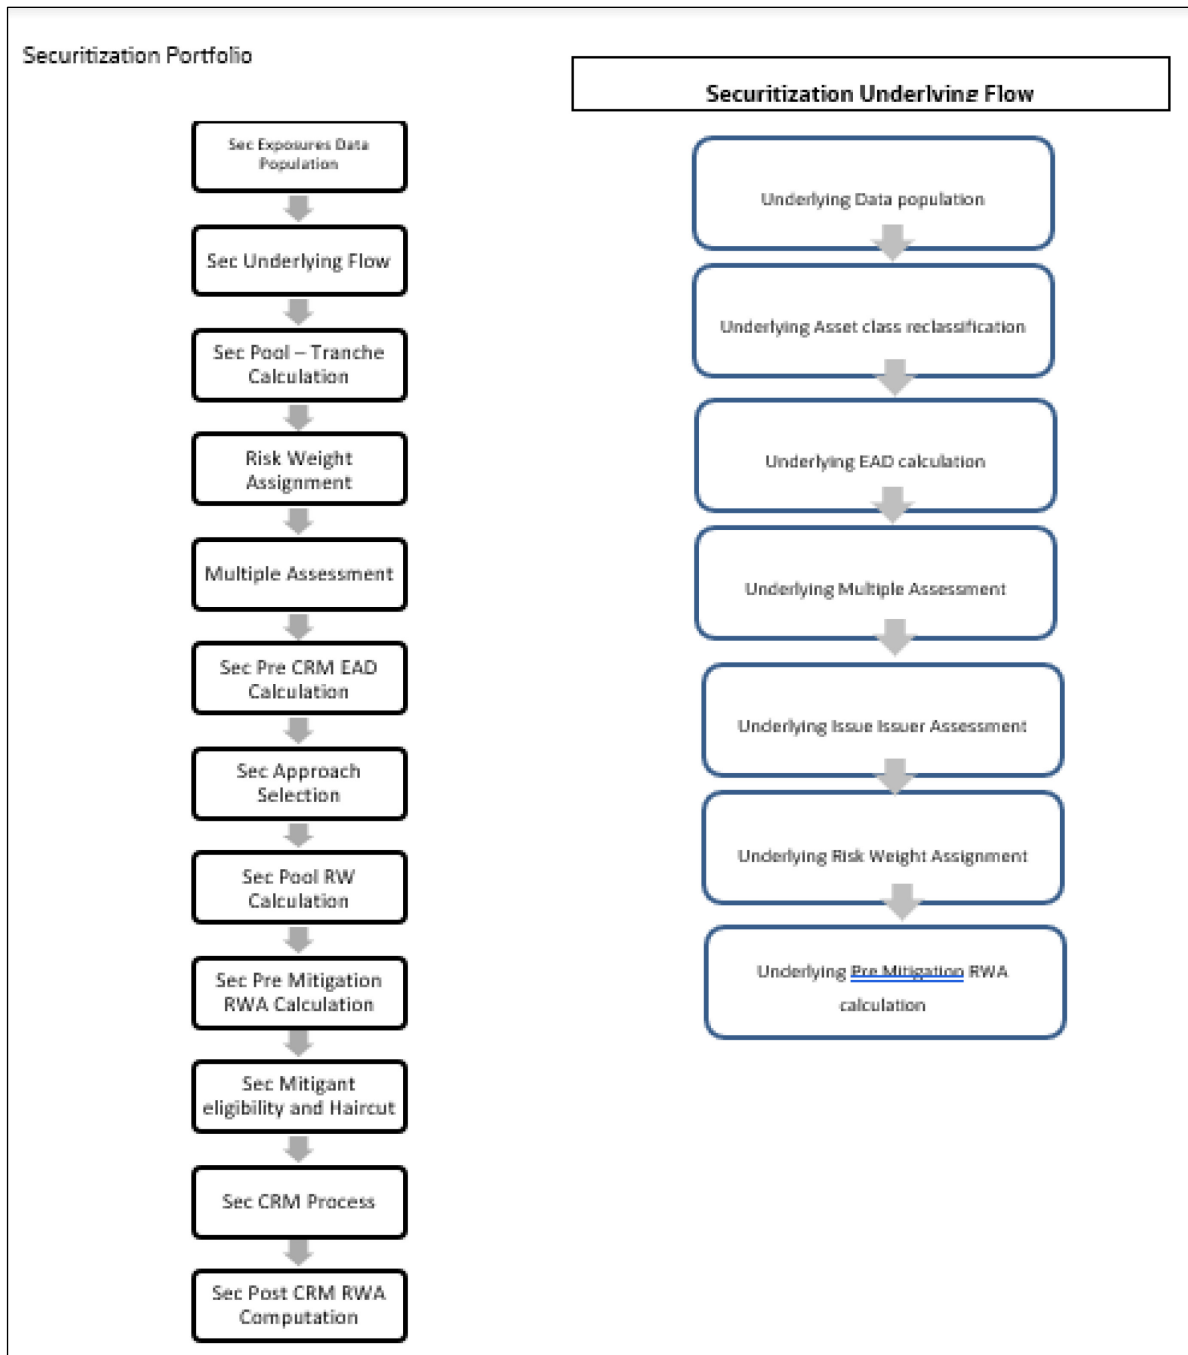 Securitization Portfolio
Sec Exposures Data
Population
Sec Underlying Flow
Sec Pool – Tranche
Calculation
Risk Weight
Assignment
Multiple Assessment
Sec Pre CRM EAD
Calculation
Sec Approach
Selection
Sec Pool RW
Calculation
Sec Pre Mitigation
RWA Calculation
Sec Mitigant
eligibility and Haircut
Sec CRM Process
Sec Post CRM RWA
Computation
Securitization Underlying Flow
Underlying Data population
Underlying Asset class reclassification
Underlying EAD calculation
Underlying Multiple Assessment
Underlying Issue Issuer Assessment
Underlying Risk Weight Assignment
Underlying Pre Mitigation RWA
calculation